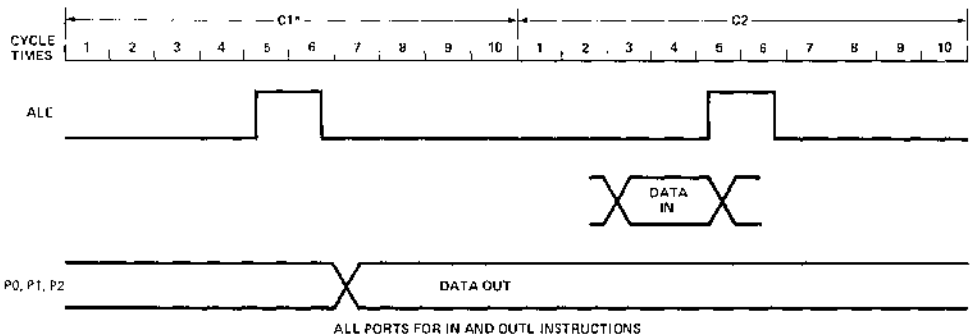 C1* C2
CYCLE TIMES 1 2 3 4 5 6 7 8 9 10 1 2 3 4 5 6 7 8 9 10
ALE
DATA
IN
P0, P1, P2 DATA OUT
ALL PORTS FOR IN AND OUTL INSTRUCTIONS